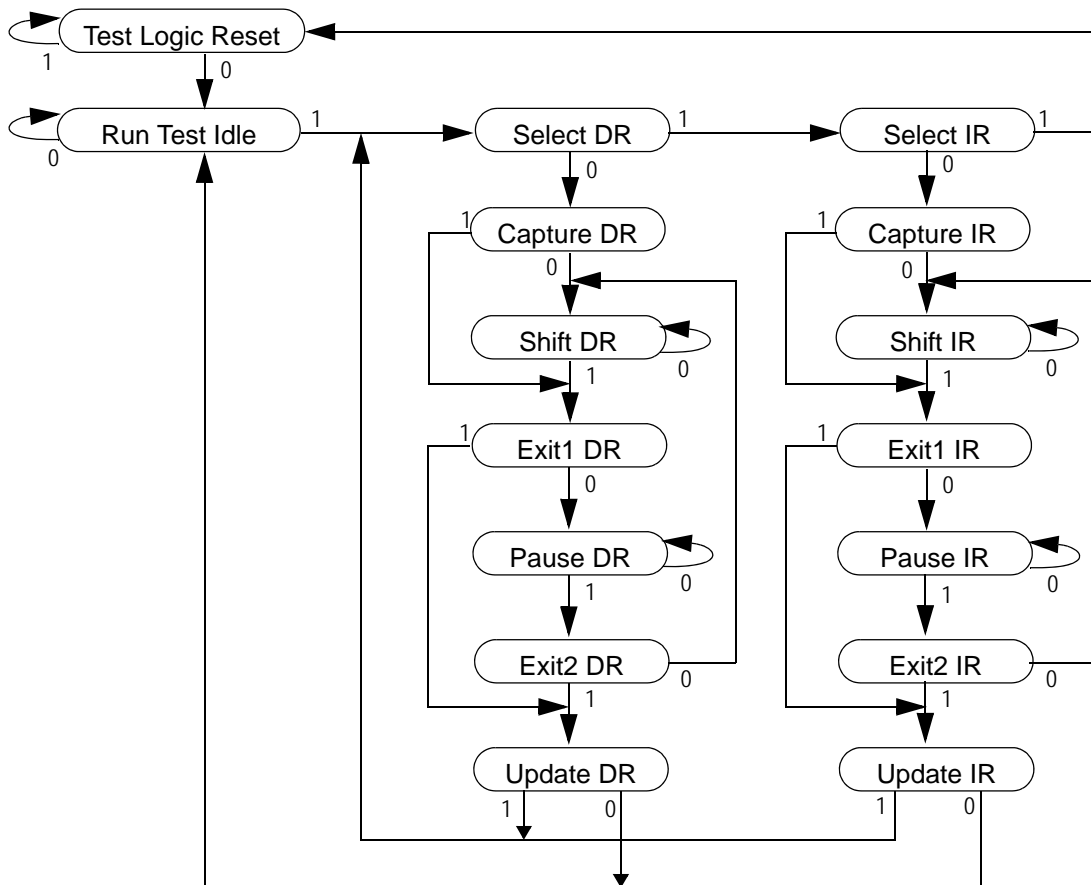 Test Logic Reset
1
0
Run Test Idle
1
Select DR
1
Select IR
1
0
0
0
1
Capture DR
1
Capture IR
0
0
Shift DR
Shift IR
0
0
1
1
1
Exit1 DR
1
Exit1 IR
0
0
Pause DR
Pause IR
0
0
1
1
Exit2 DR
Exit2 IR
0
0
1
1
Update DR
Update IR
1
0
1
0